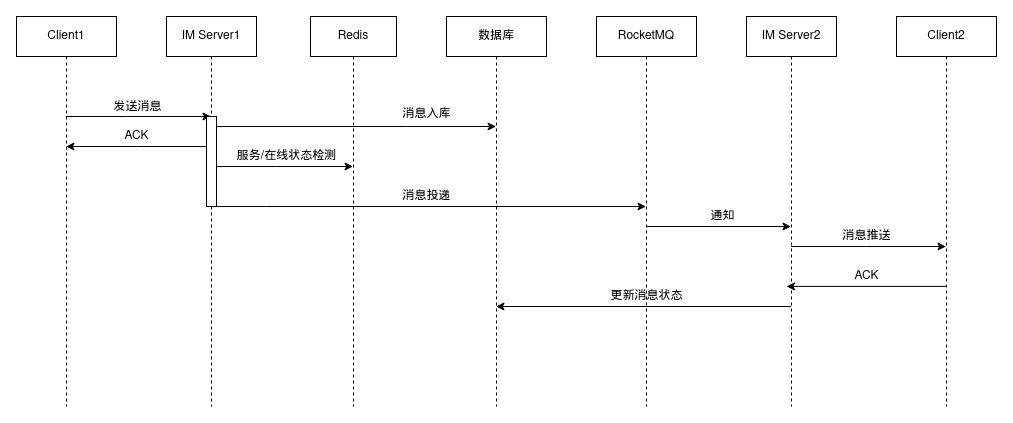 Client1
IM Server1
Redis
数据库
RocketMQ
IM Server2
Client2
发送消息
消息入库
ACK
服务/在线状态检测
消息投递
通知
消息推送
ACK
更新消息状态